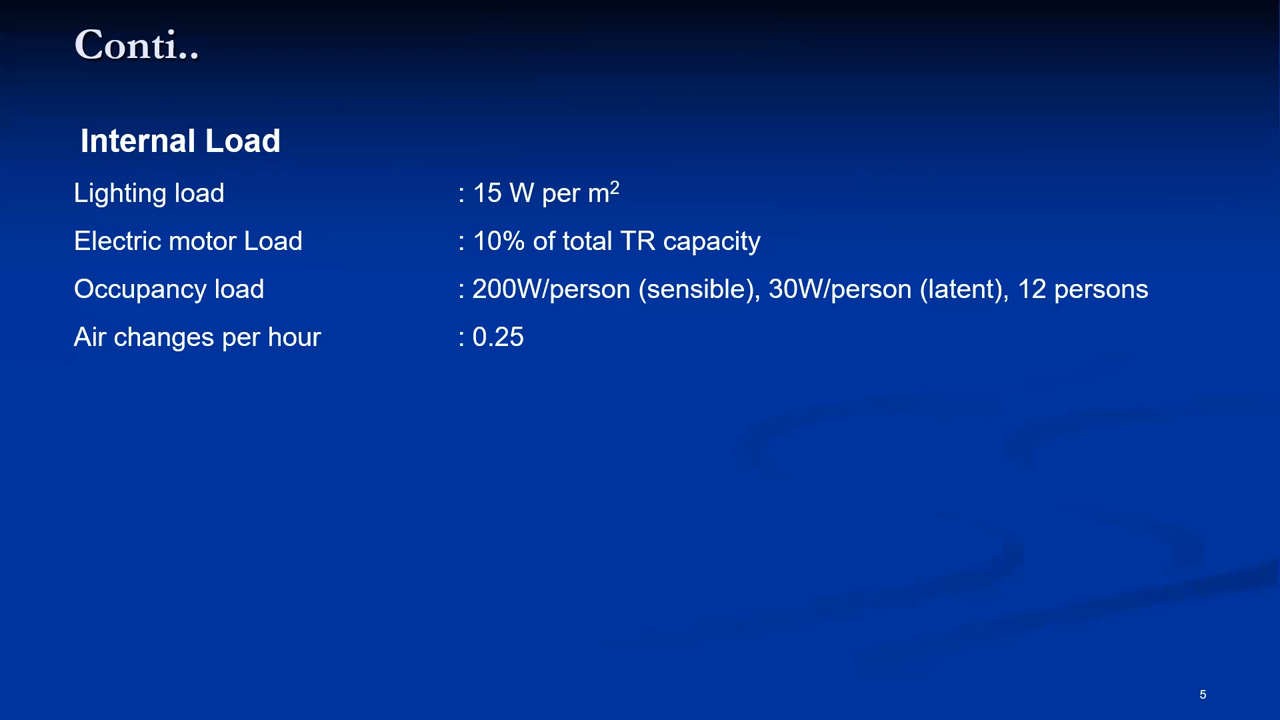 Conti..
Internal Load
Lighting load : 15 W per m²
Electric motor Load : 10% of total TR capacity
Occupancy load : 200W/person (sensible), 30W/person (latent), 12 persons
Air changes per hour : 0.25
5